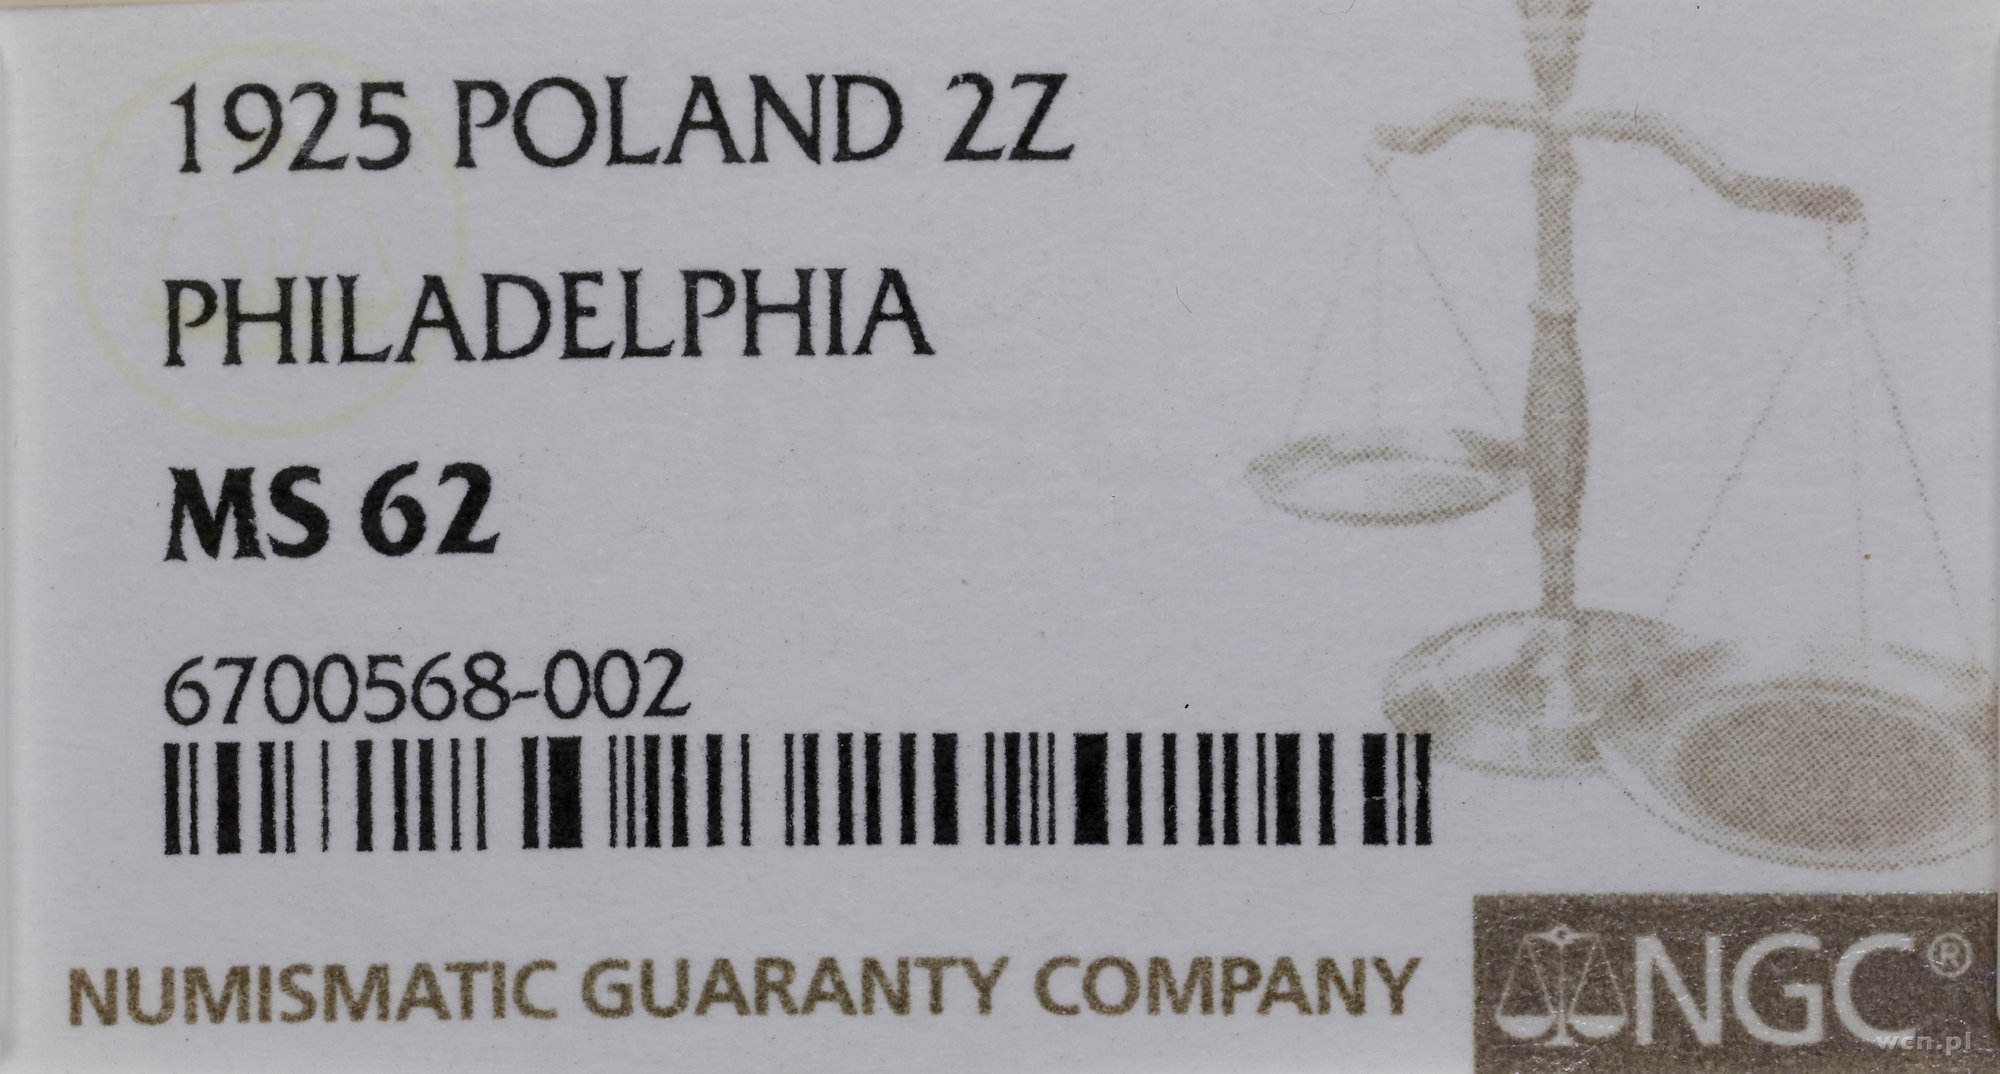 1925 POLAND 2Z
PHILADELPHIA
MS 62
6700568-002
NUMISMATIC GUARANTY COMPANY
NGC®
wcn.pl